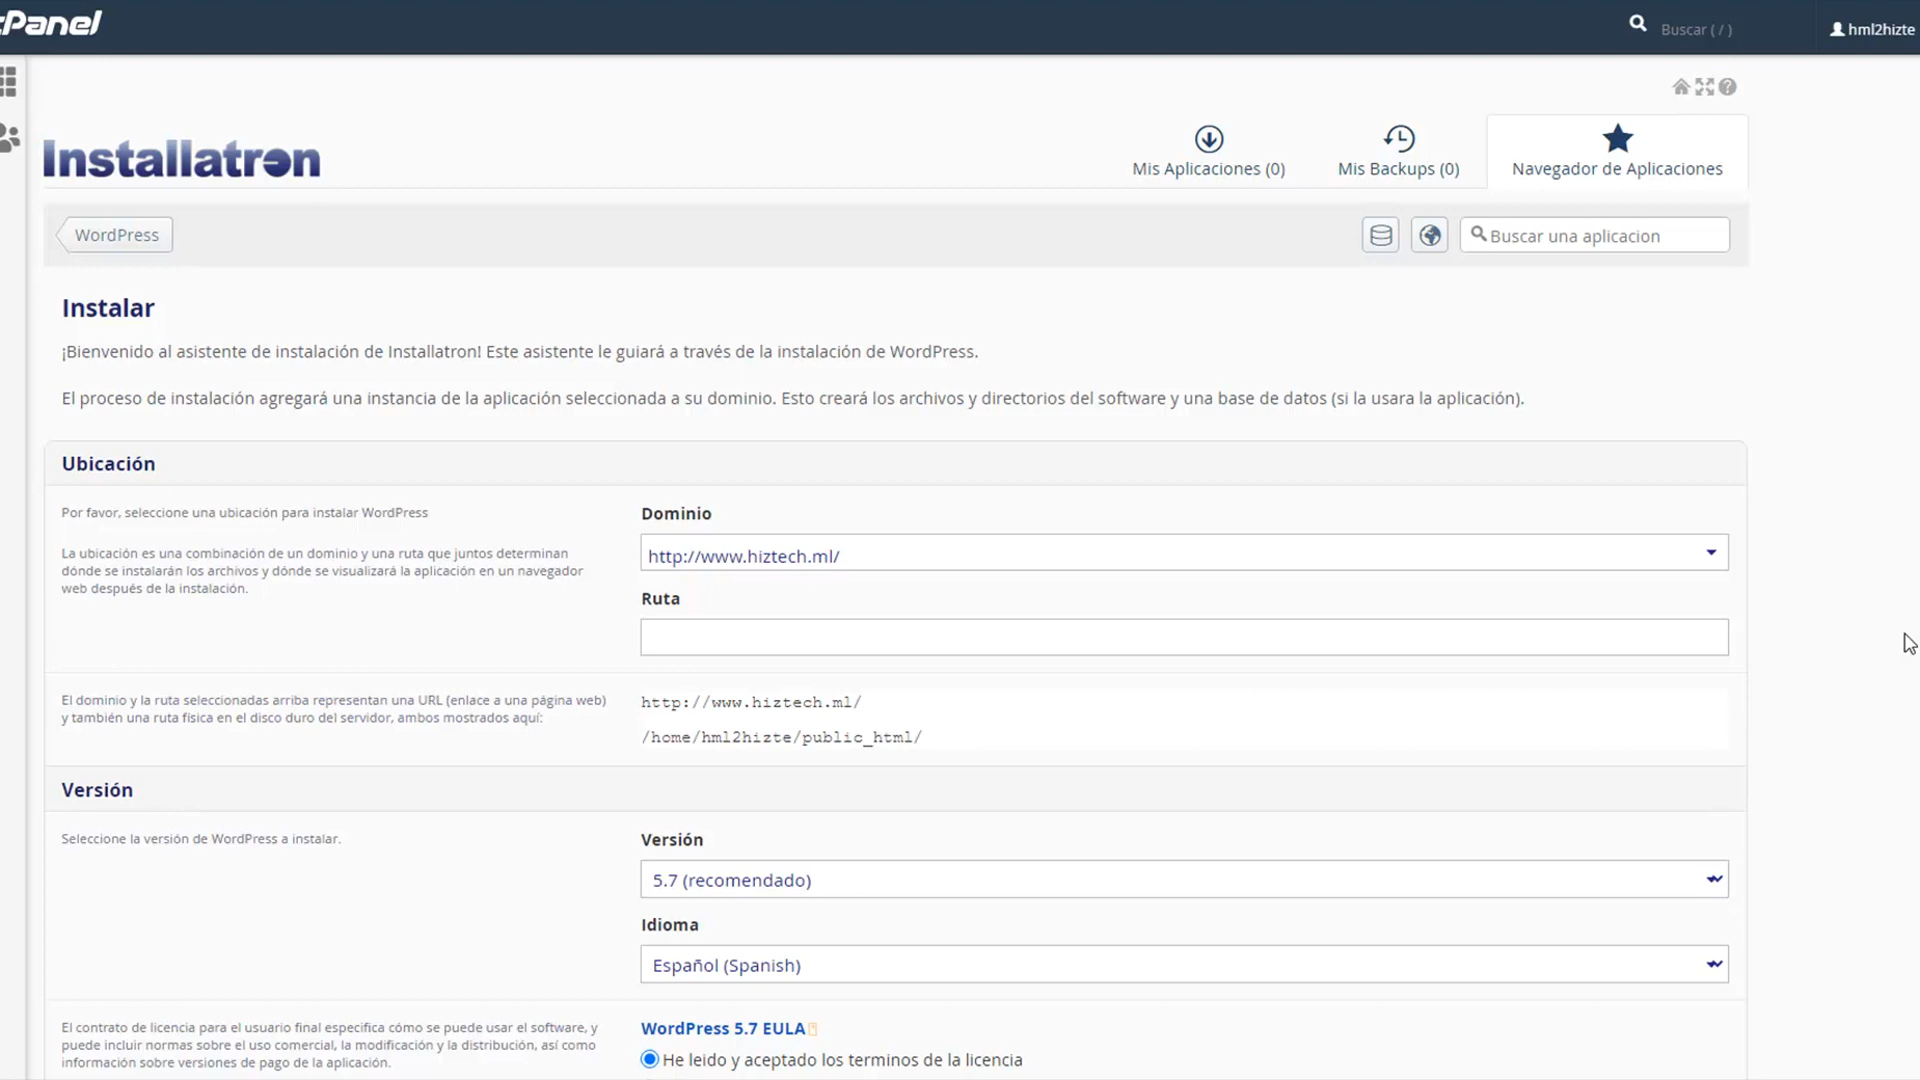 cPanel
Buscar ( / )
hml2hizte
Installatron
Mis Aplicaciones (0)
Mis Backups (0)
Navegador de Aplicaciones
WordPress
Buscar una aplicacion
Instalar
¡Bienvenido al asistente de instalación de Installatron! Este asistente le guiará a través de la instalación de WordPress.
El proceso de instalación agregará una instancia de la aplicación seleccionada a su dominio. Esto creará los archivos y directorios del software y una base de datos (si la usara la aplicación).
Ubicación
Por favor, seleccione una ubicación para instalar WordPress
La ubicación es una combinación de un dominio y una ruta que juntos determinan
dónde se instalarán los archivos y dónde se visualizará la aplicación en un navegador
web después de la instalación.
Dominio
http://www.hiztech.ml/
Ruta
El dominio y la ruta seleccionadas arriba representan una URL (enlace a una página web)
y también una ruta física en el disco duro del servidor, ambos mostrados aquí:
http://www.hiztech.ml/
/home/hml2hizte/public_html/
Versión
Seleccione la versión de WordPress a instalar.
Versión
5.7 (recomendado)
Idioma
Español (Spanish)
El contrato de licencia para el usuario final especifica cómo se puede usar el software, y
puede incluir normas sobre el uso comercial, la modificación y la distribución, así como
información sobre versiones de pago de la aplicación.
WordPress 5.7 EULA
He leido y aceptado los terminos de la licencia